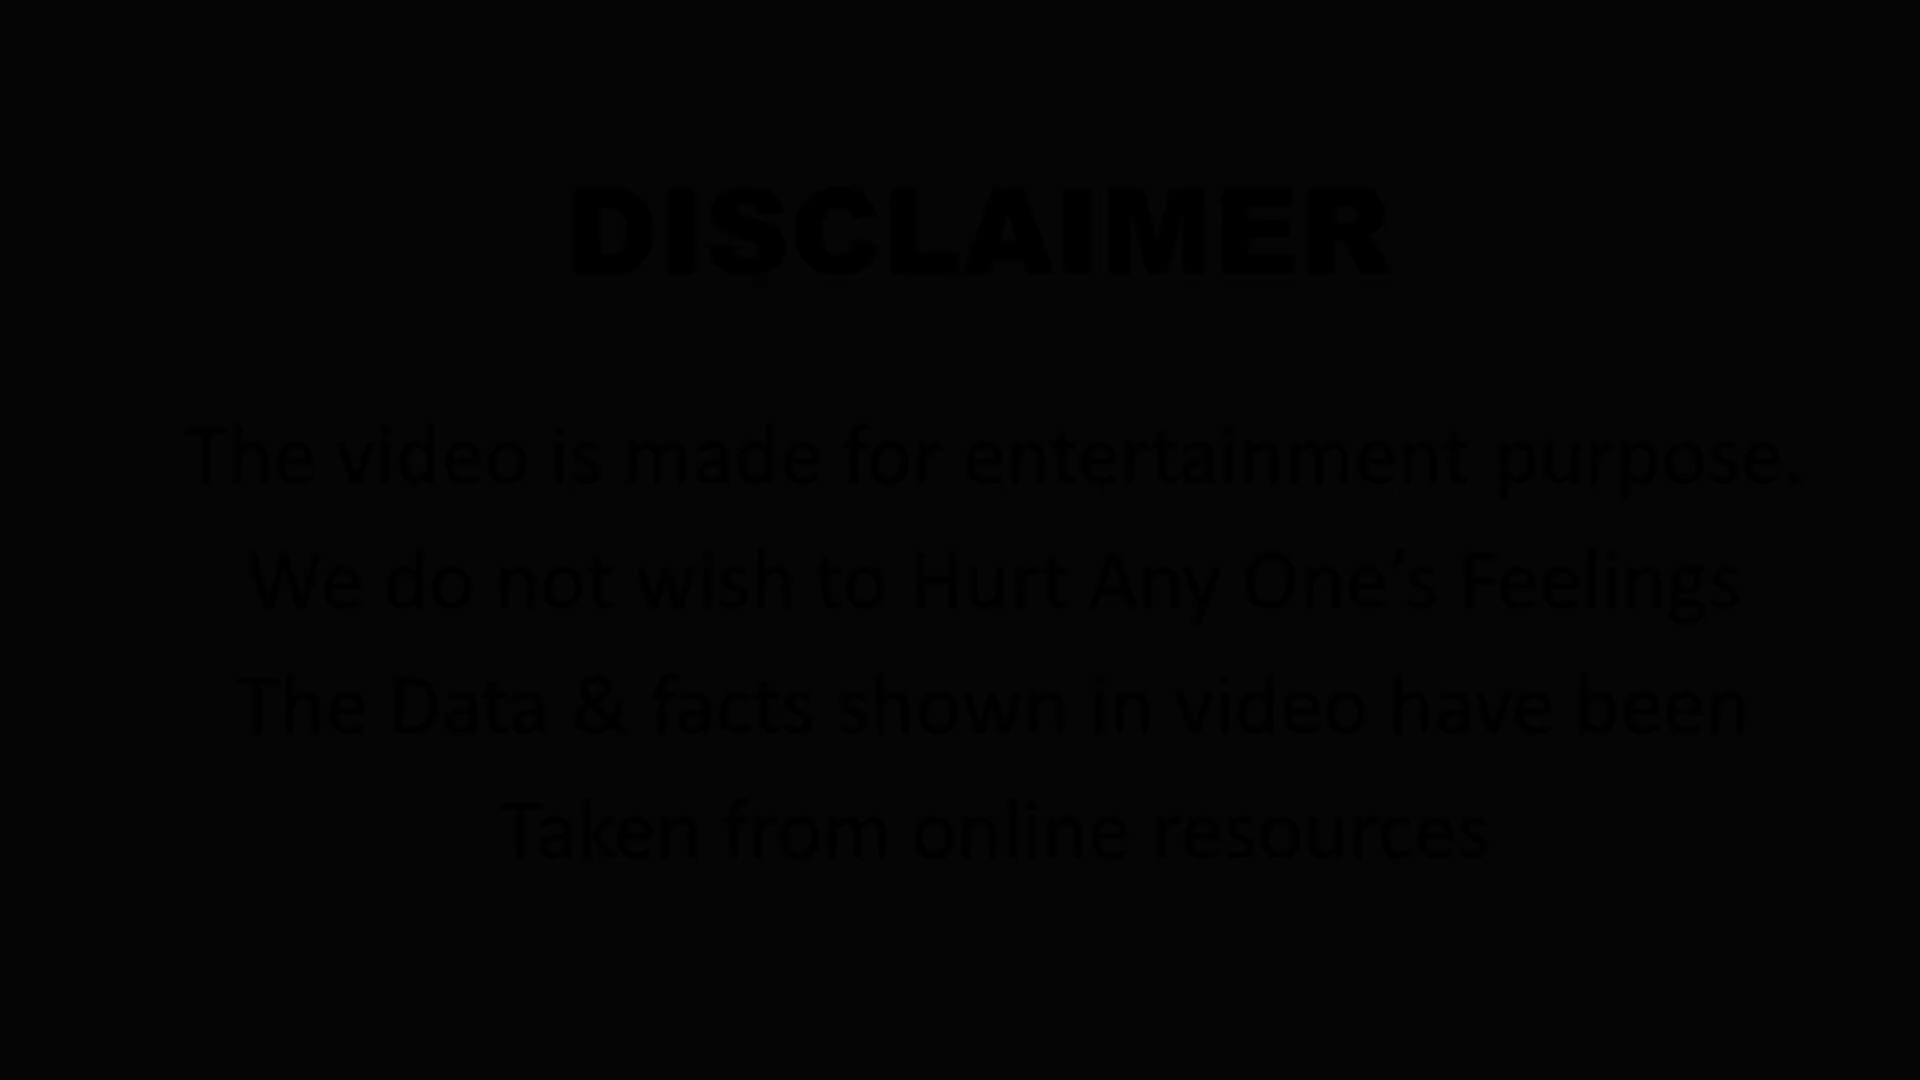 DISCLAIMER
The video is made for entertainment purpose.
We do not wish to Hurt Any One’s Feelings
The Data & facts shown in video have been
Taken from online resources